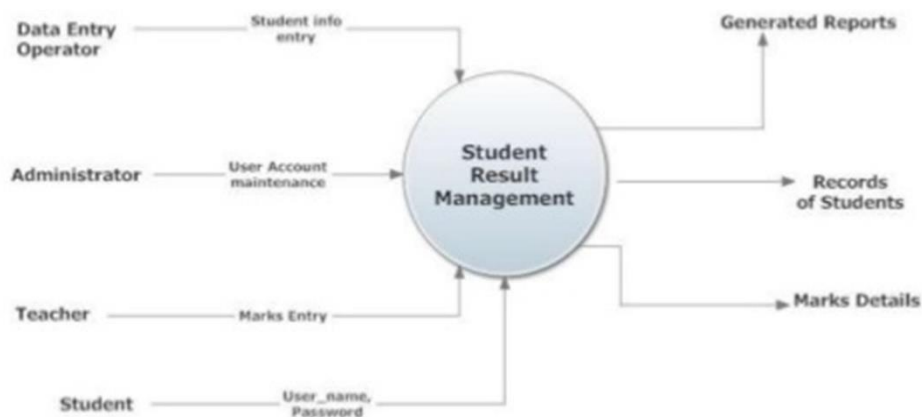 Data Entry
Operator
Student info
entry
Generated Reports
Administrator
User Account
maintenance
Student
Result
Management
Records
of Students
Teacher
Marks Entry
Marks Details
Student
User_name,
Password